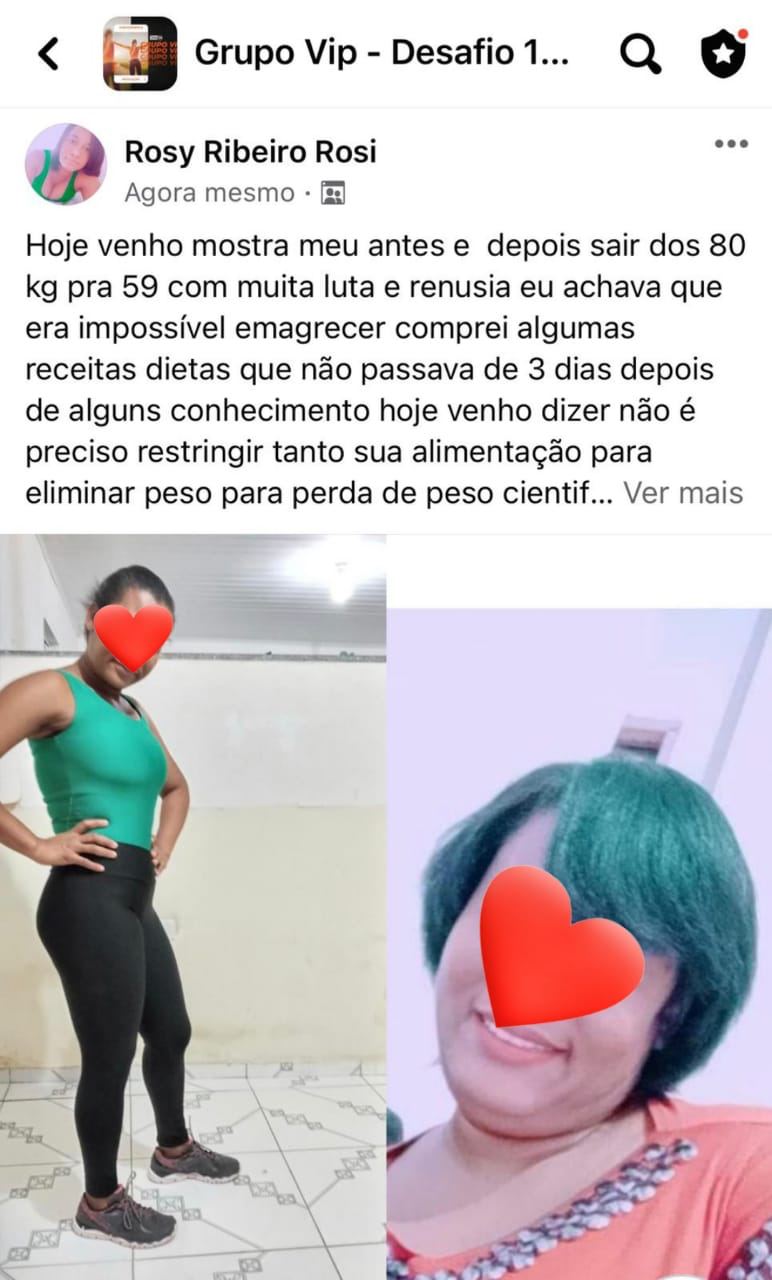 Grupo Vip - Desafio 1...
Rosy Ribeiro Rosi
Agora mesmo ·
Hoje venho mostra meu antes e  depois sair dos 80
kg pra 59 com muita luta e renusia eu achava que
era impossível emagrecer comprei algumas
receitas dietas que não passava de 3 dias depois
de alguns conhecimento hoje venho dizer não é
preciso restringir tanto sua alimentação para
eliminar peso para perda de peso cientif... Ver mais